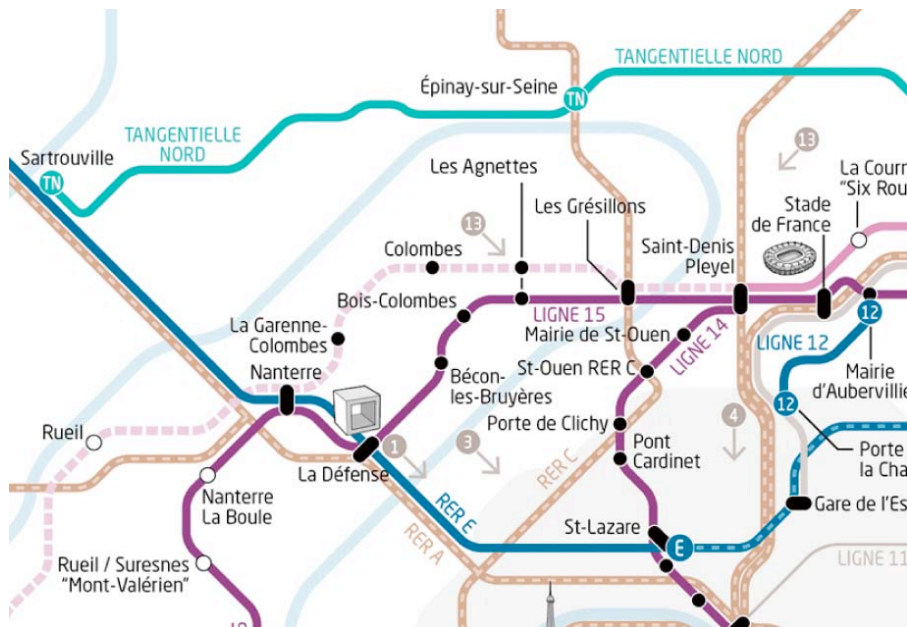 TANGENTIELLE NORD
Épinay-sur-Seine
TN
TANGENTIELLE
NORD
Sartrouville
TN
13
Les Agnettes
La Courn
"Six Rou
Les Grésillons
Stade
de France
13
Saint-Denis
Pleyel
Colombes
Bois-Colombes
LIGNE 15
La Garenne-
Colombes
Mairie de St-Ouen
LIGNE 14
LIGNE 12
12
Nanterre
St-Ouen RER C
Bécon-
les-Bruyères
Mairie
d'Aubervillie
12
Rueil
Porte de Clichy
1
3
4
La Défense
Pont
Cardinet
RER C
Porte
la Cha
Nanterre
La Boule
RER E
Gare de l'Es
RER A
St-Lazare
E
Rueil / Suresnes
"Mont-Valérien"
LIGNE 11